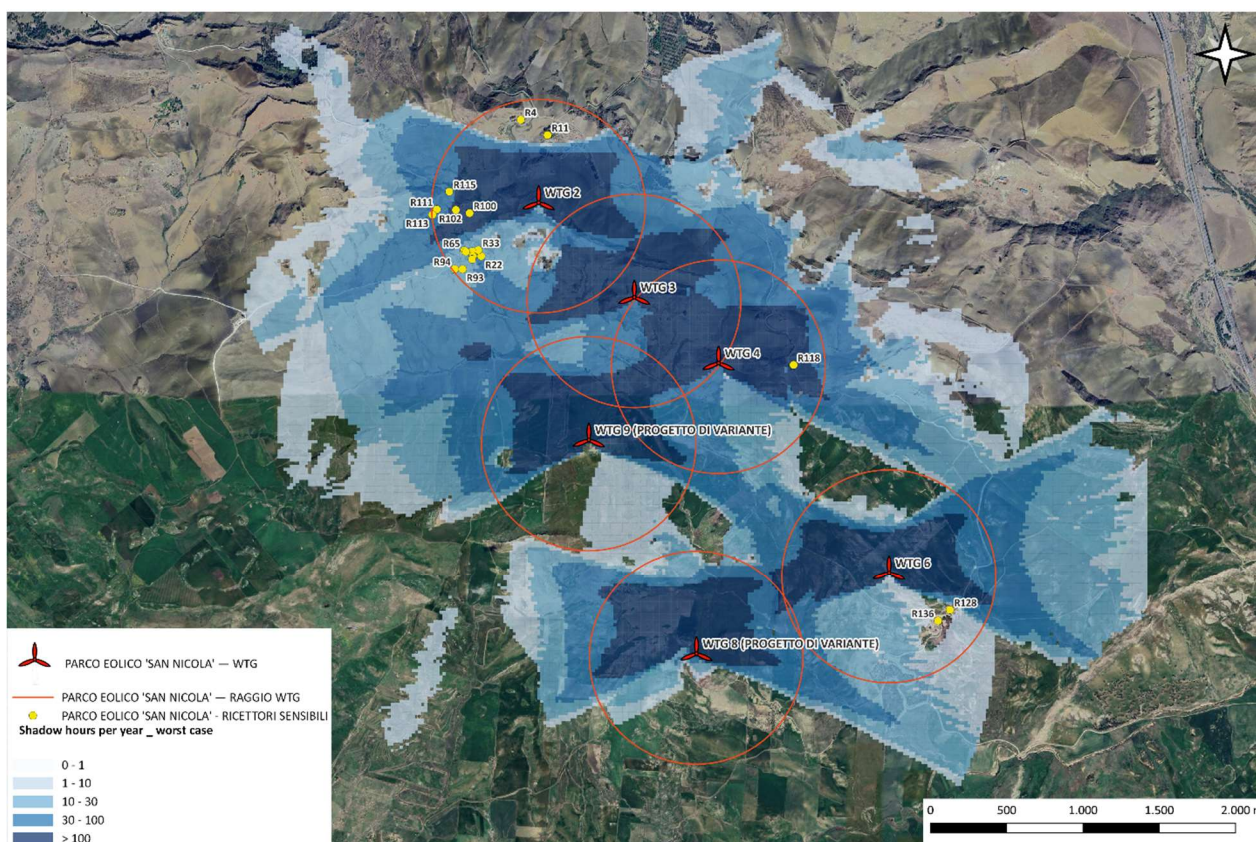 R4
R11
R115
WTG 2
R111
R100
R102
R113
R65
R33
R22
R94
R93
WTG 3
WTG 4
R118
WTG 9 (PROGETTO DI VARIANTE)
WTG 6
R128
R136
WTG 8 (PROGETTO DI VARIANTE)
PARCO EOLICO 'SAN NICOLA' — WTG
PARCO EOLICO 'SAN NICOLA' — RAGGIO WTG
PARCO EOLICO 'SAN NICOLA' - RICETTORI SENSIBILI
Shadow hours per year _ worst case
0 - 1
1 - 10
10 - 30
30 - 100
> 100
0 500 1.000 1.500 2.000